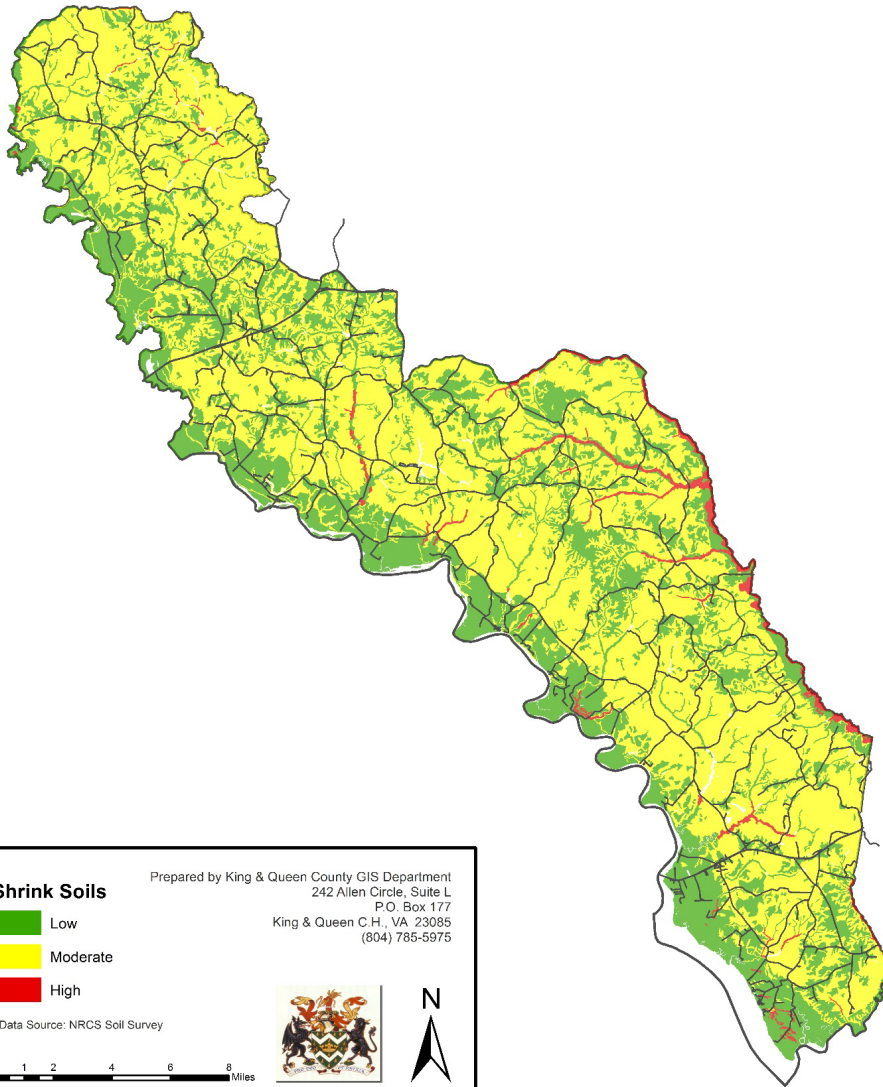 Prepared by King & Queen County GIS Department
242 Allen Circle, Suite L
P.O. Box 177
King & Queen C.H., VA 23085
(804) 785-5975
Shrink Soils
Low
Moderate
High
Data Source: NRCS Soil Survey
N
1 2 4 6 8
Miles